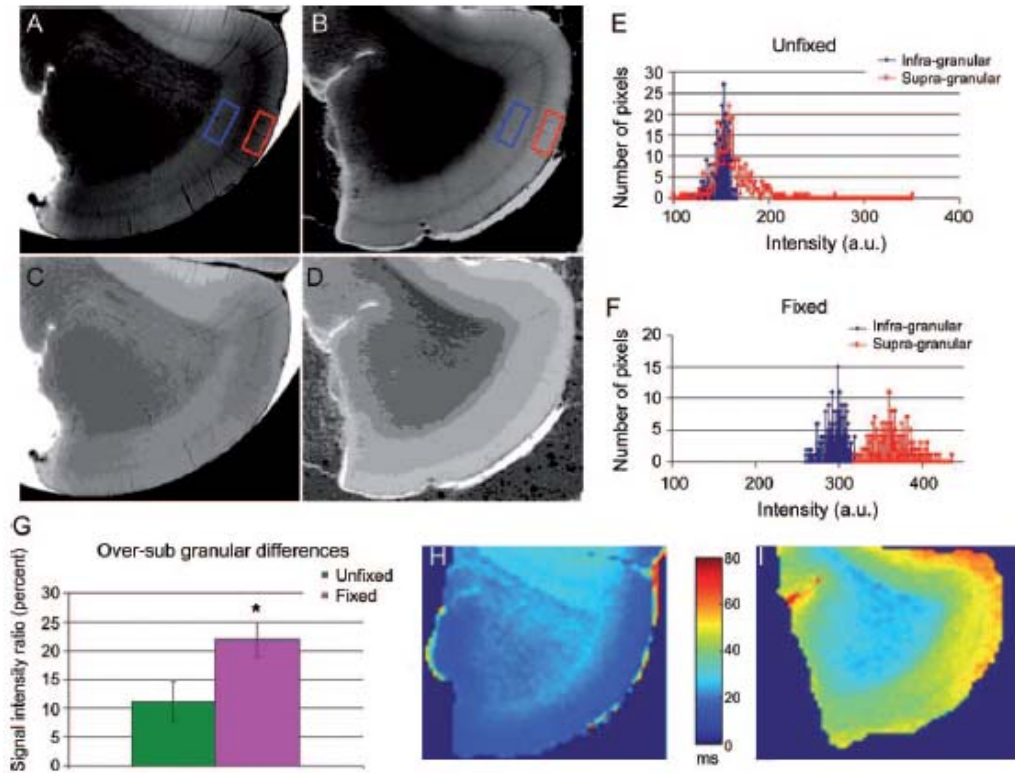 A
B
C
D
E
Unfixed
Infra-granular
Supra-granular
Number of pixels
30
25
20
15
10
5
0
100
200
300
400
Intensity (a.u.)
F
Fixed
Infra-granular
Supra-granular
Number of pixels
20
15
10
5
0
100
200
300
400
Intensity (a.u.)
G
Over-sub granular differences
Unfixed
Fixed
Signal intensity ratio (percent)
30
25
20
15
10
5
0
*
H
80
60
40
20
0
ms
I